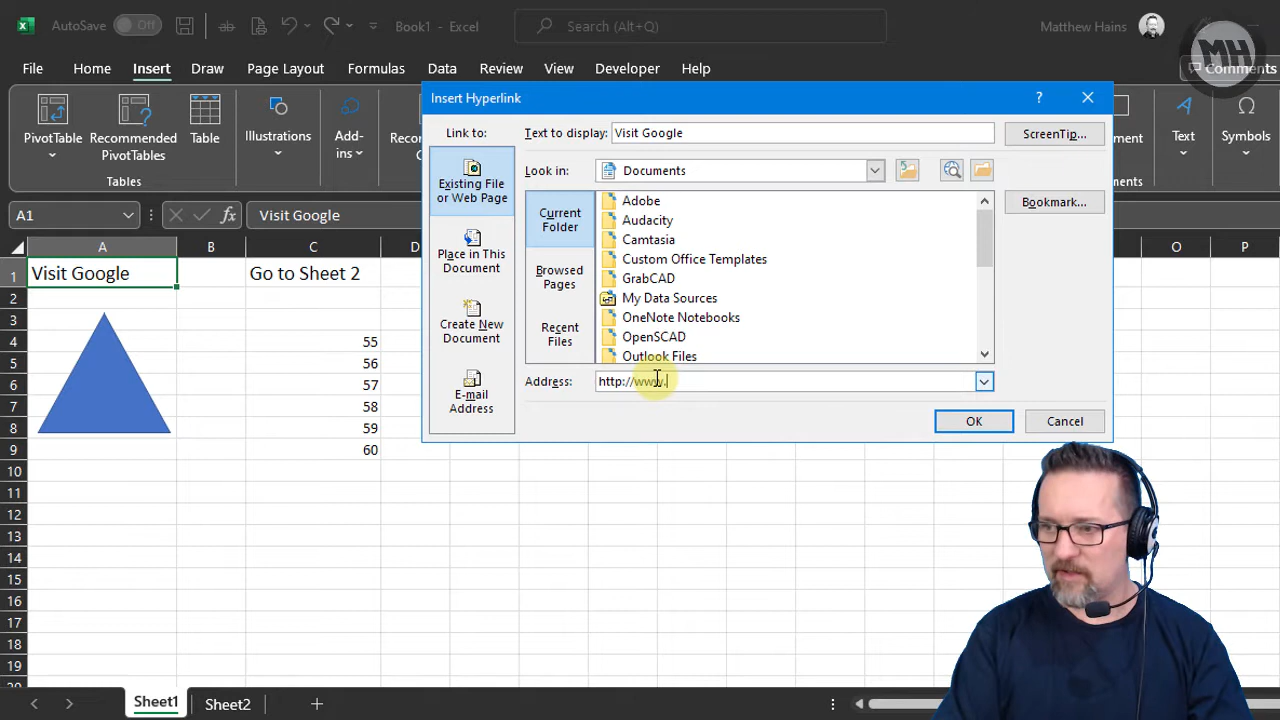 AutoSave Off Book1 - Excel Search (Alt+Q) Matthew Hains
MH
File Home Insert Draw Page Layout Formulas Data Review View Developer Help Comments
PivotTable Recommended PivotTables Table Illustrations Add-ins Text Symbols
Tables
Insert Hyperlink ?
Link to: Text to display: Visit Google ScreenTip...
Existing File or Web Page
Look in: Documents
Current Folder
Adobe
Audacity
Bookmark...
Camtasia
Place in This Document
Custom Office Templates
Browsed Pages
GrabCAD
My Data Sources
Create New Document
OneNote Notebooks
Recent Files
OpenSCAD
Outlook Files
E-mail Address
Address: http://www.
OK Cancel
A1 fx Visit Google
A B C D O P
1 Visit Google Go to Sheet 2
2
3
4 55
5 56
6 57
7 58
8 59
9 60
10
11
12
13
14
15
16
17
18
19
Sheet1 Sheet2